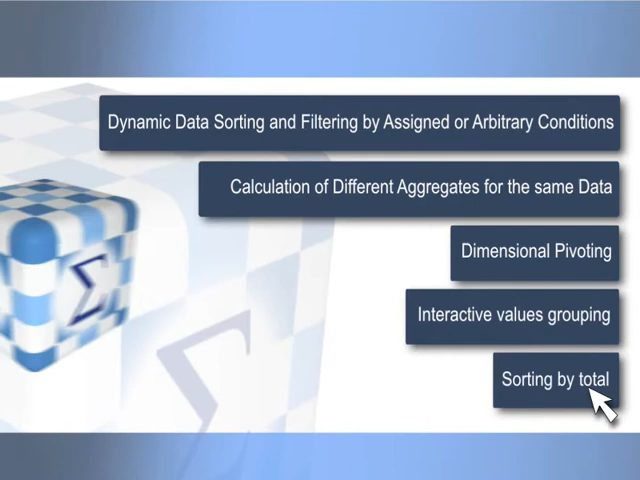 Dynamic Data Sorting and Filtering by Assigned or Arbitrary Conditions
Calculation of Different Aggregates for the same Data
Dimensional Pivoting
Interactive values grouping
Sorting by total
Σ
Σ